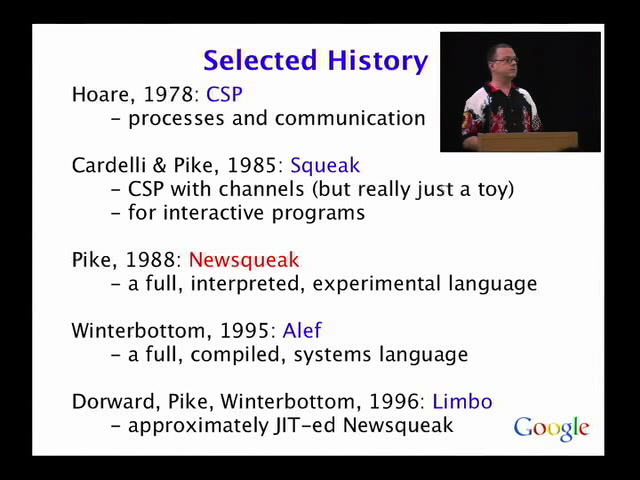 Selected History
Hoare, 1978: CSP
– processes and communication
Cardelli & Pike, 1985: Squeak
– CSP with channels (but really just a toy)
– for interactive programs
Pike, 1988: Newsqueak
– a full, interpreted, experimental language
Winterbottom, 1995: Alef
– a full, compiled, systems language
Dorward, Pike, Winterbottom, 1996: Limbo
– approximately JIT-ed Newsqueak
Google